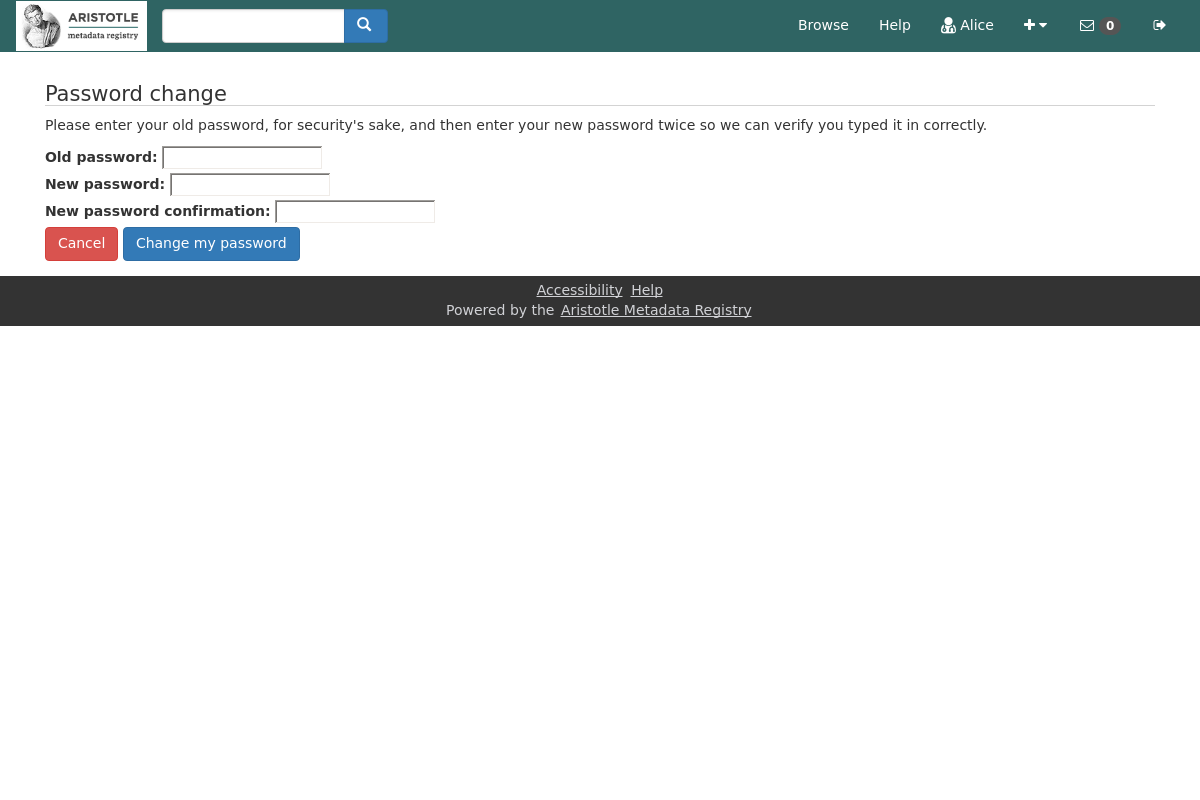 ARISTOTLE
metadata registry
Browse Help Alice 0
Password change
Please enter your old password, for security's sake, and then enter your new password twice so we can verify you typed it in correctly.
Old password:
New password:
New password confirmation:
Cancel Change my password
Accessibility Help
Powered by the Aristotle Metadata Registry